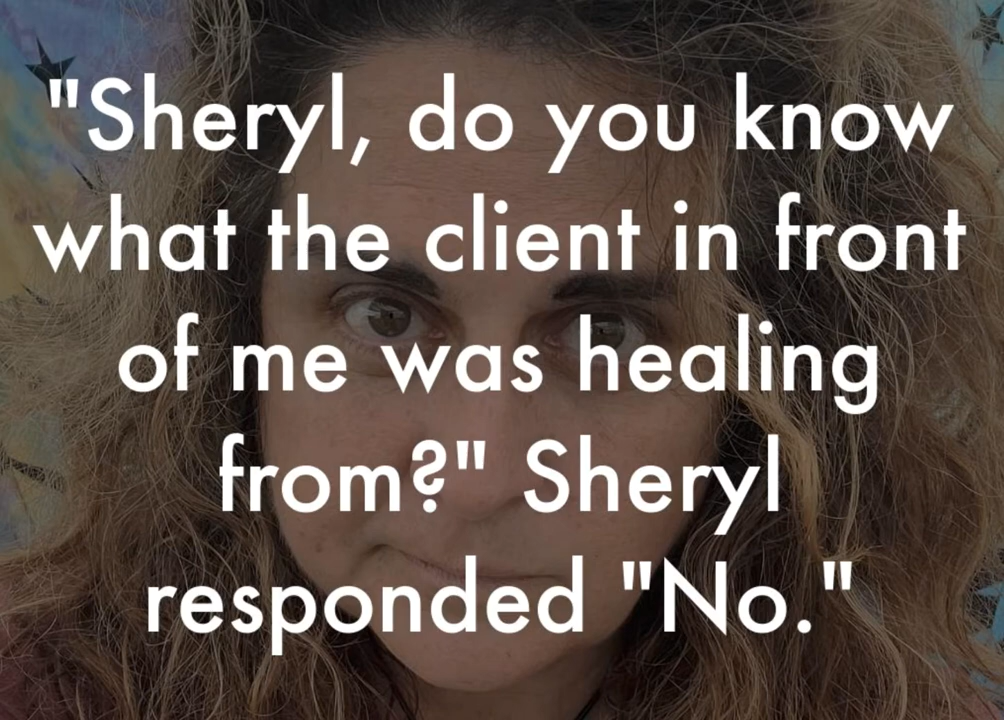 "Sheryl, do you know
what the client in front
of me was healing
from?" Sheryl
responded "No."